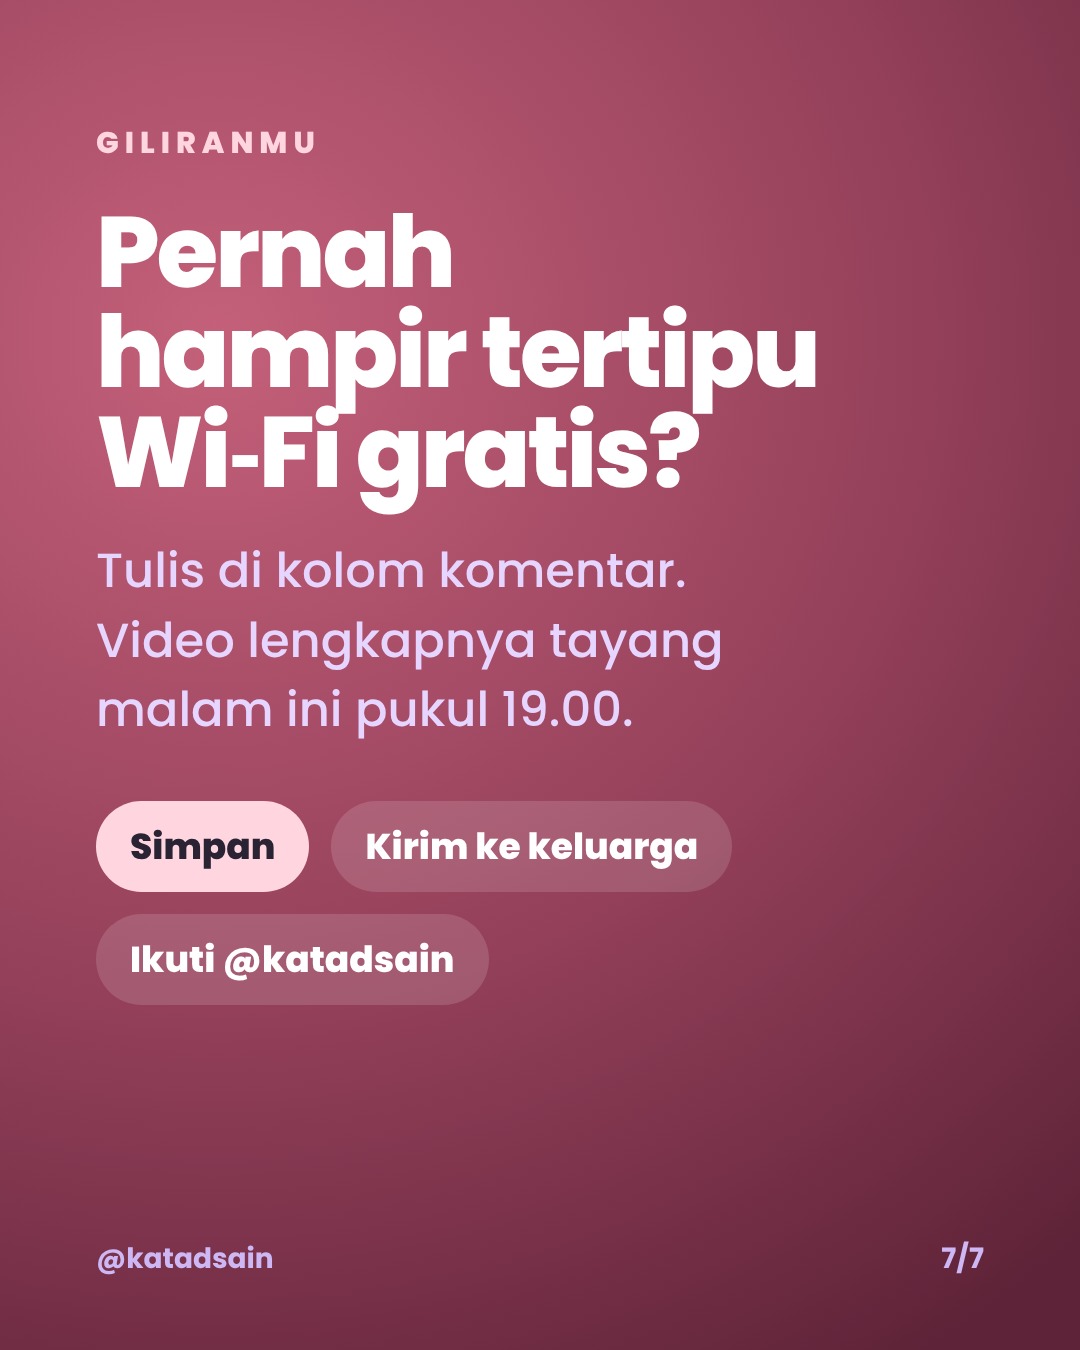 GILIRANMU
Pernah
hampir tertipu
Wi-Fi gratis?
Tulis di kolom komentar.
Video lengkapnya tayang
malam ini pukul 19.00.
Simpan
Kirim ke keluarga
Ikuti @katadsain
@katadsain
7/7